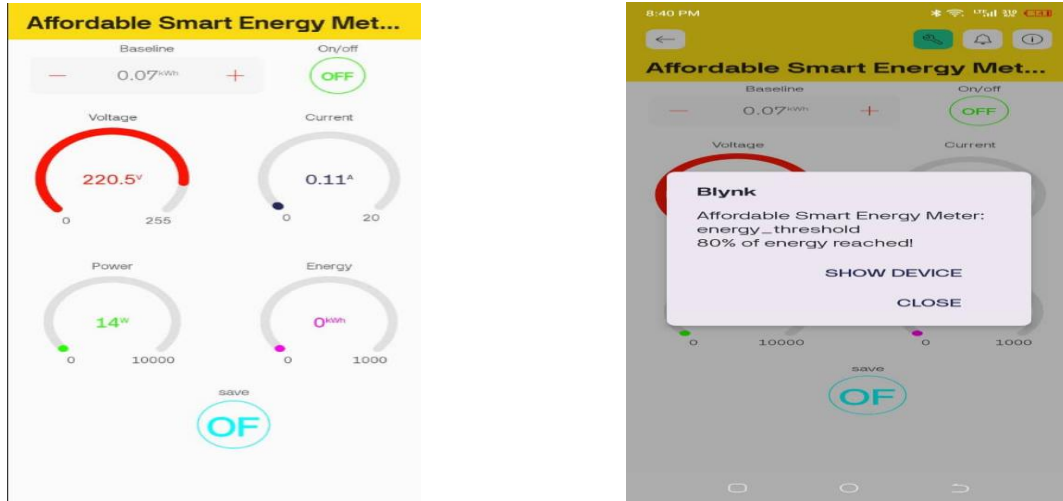 Affordable Smart Energy Met...
Baseline
On/off
— 0.07kWh +
OFF
Voltage
Current
220.5V
0.11A
0 255
0 20
Power
Energy
14W
0kWh
0 10000
0 1000
save
OF
8:40 PM
Affordable Smart Energy Met...
Baseline
On/off
— 0.07kWh +
OFF
Voltage
Current
Blynk
Affordable Smart Energy Meter:
energy_threshold
80% of energy reached!
SHOW DEVICE
CLOSE
0 10000
0 1000
save
OF